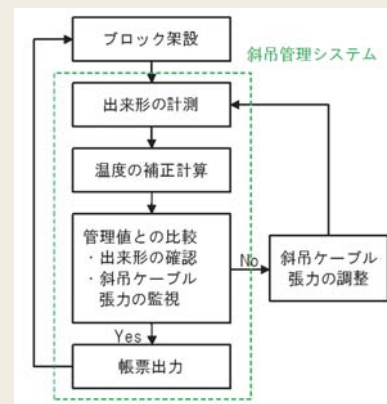 ブロック架設
斜吊管理システム
出来形の計測
温度の補正計算
管理値との比較
・出来形の確認
・斜吊ケーブル
張力の監視
No
斜吊ケーブル
張力の調整
Yes
帳票出力